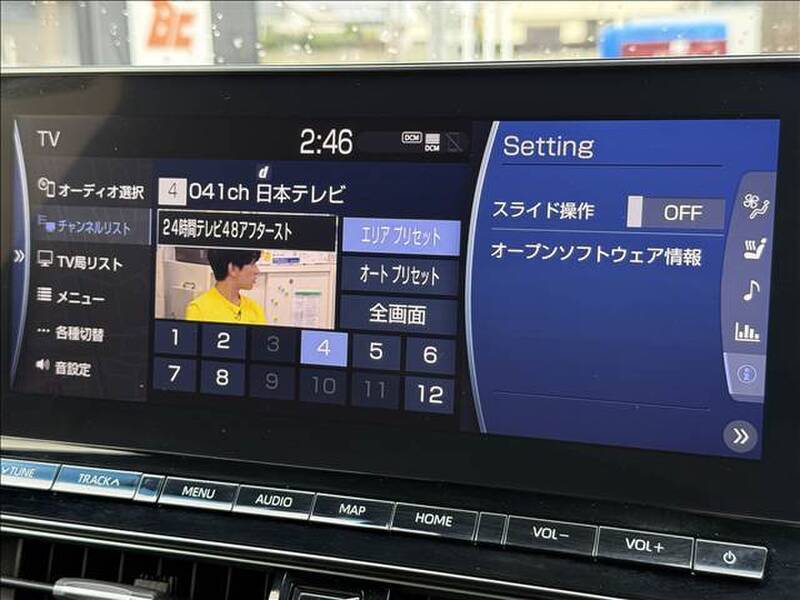 BC
TV
2:46
DCM
DCM
Setting
オーディオ選択
チャンネルリスト
TV局リスト
メニュー
各種切替
音設定
d
4 041ch 日本テレビ
24時間テレビ48アフタースト
エリア プリセット
オート プリセット
全画面
1 2 3 4 5 6
7 8 9 10 11 12
スライド操作 OFF
オープンソフトウェア情報
∨TUNE
TRACK∧
MENU
AUDIO
MAP
HOME
VOL−
VOL+